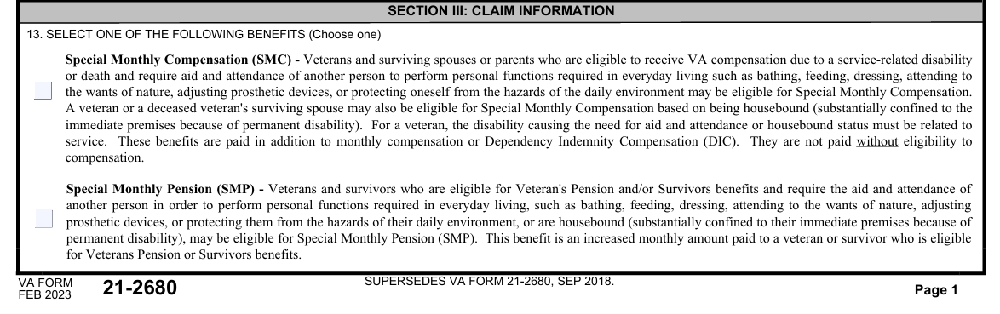 SECTION III: CLAIM INFORMATION
13. SELECT ONE OF THE FOLLOWING BENEFITS (Choose one)
Special Monthly Compensation (SMC) - Veterans and surviving spouses or parents who are eligible to receive VA compensation due to a service-related disability
or death and require aid and attendance of another person to perform personal functions required in everyday living such as bathing, feeding, dressing, attending to
the wants of nature, adjusting prosthetic devices, or protecting oneself from the hazards of the daily environment may be eligible for Special Monthly Compensation.
A veteran or a deceased veteran's surviving spouse may also be eligible for Special Monthly Compensation based on being housebound (substantially confined to the
immediate premises because of permanent disability). For a veteran, the disability causing the need for aid and attendance or housebound status must be related to
service. These benefits are paid in addition to monthly compensation or Dependency Indemnity Compensation (DIC). They are not paid without eligibility to
compensation.
Special Monthly Pension (SMP) - Veterans and survivors who are eligible for Veteran's Pension and/or Survivors benefits and require the aid and attendance of
another person in order to perform personal functions required in everyday living, such as bathing, feeding, dressing, attending to the wants of nature, adjusting
prosthetic devices, or protecting them from the hazards of their daily environment, or are housebound (substantially confined to their immediate premises because of
permanent disability), may be eligible for Special Monthly Pension (SMP). This benefit is an increased monthly amount paid to a veteran or survivor who is eligible
for Veterans Pension or Survivors benefits.
VA FORM
FEB 2023
21-2680
SUPERSEDES VA FORM 21-2680, SEP 2018.
Page 1